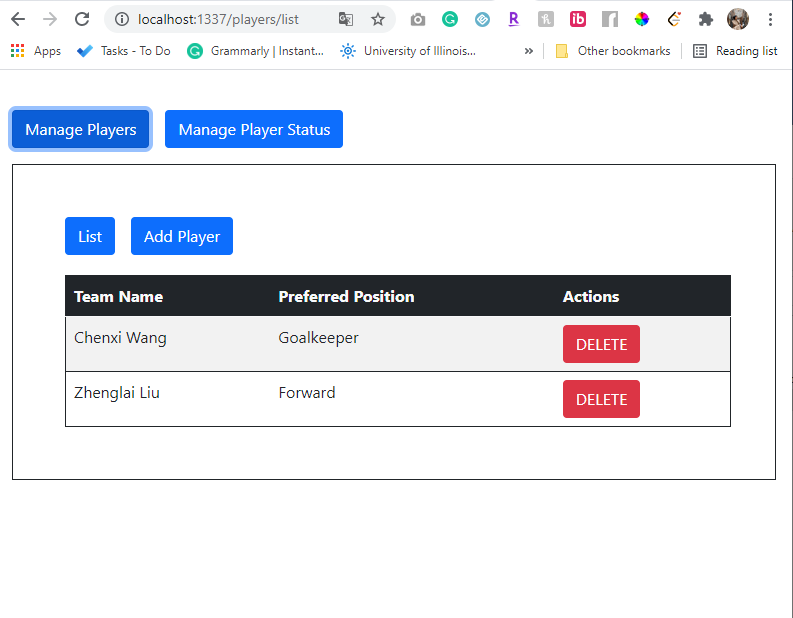 localhost:1337/players/list
Apps Tasks - To Do Grammarly | Instant... University of Illinois... » Other bookmarks Reading list
Manage Players Manage Player Status
List Add Player
Team Name Preferred Position Actions
Chenxi Wang Goalkeeper DELETE
Zhenglai Liu Forward DELETE